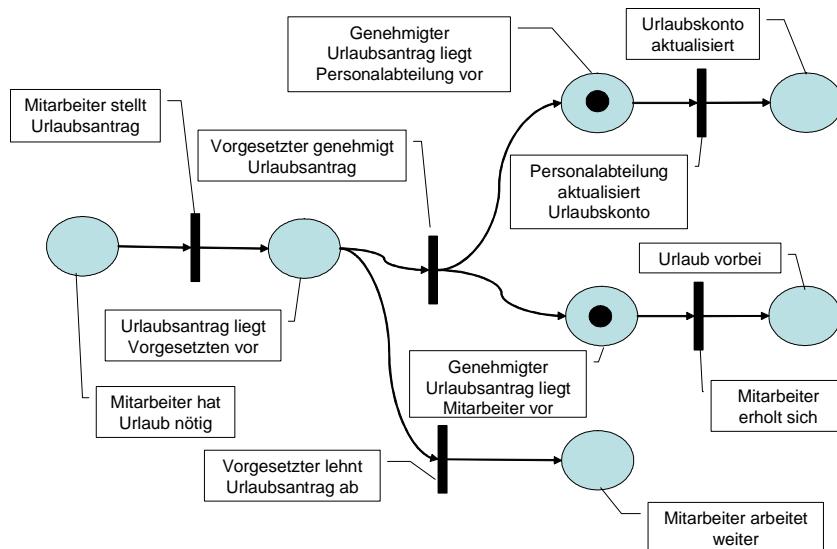 Genehmigter
Urlaubsantrag liegt
Personalabteilung vor
Urlaubskonto
aktualisiert
Mitarbeiter stellt
Urlaubsantrag
Vorgesetzter genehmigt
Urlaubsantrag
Personalabteilung
aktualisiert
Urlaubskonto
Urlaub vorbei
Urlaubsantrag liegt
Vorgesetzten vor
Genehmigter
Urlaubsantrag liegt
Mitarbeiter vor
Mitarbeiter hat
Urlaub nötig
Mitarbeiter
erholt sich
Vorgesetzter lehnt
Urlaubsantrag ab
Mitarbeiter arbeitet
weiter